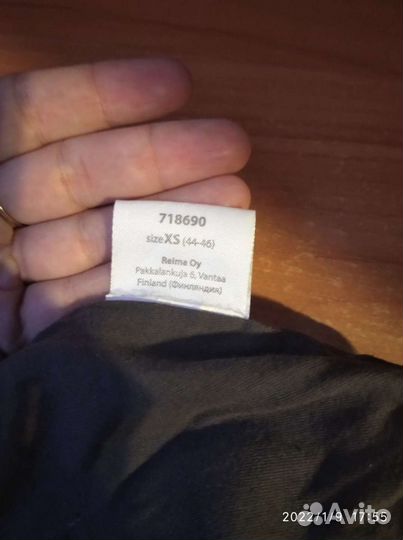 718690
size XS (44-46)
Reima Oy
Pakkalankuja 6, Vantaa
Finland (Финляндия)
2022/1/9 17:55
Avito